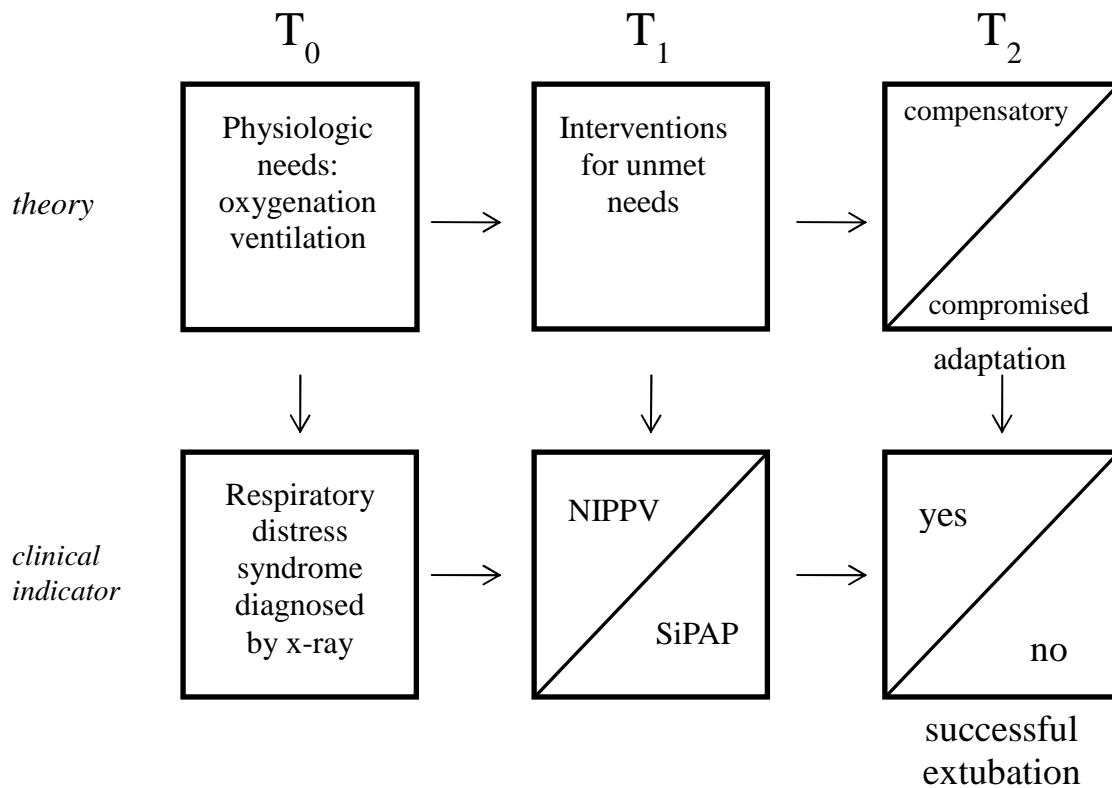 T0 T1 T2
theory
Physiologic
needs:
oxygenation
ventilation
Interventions
for unmet
needs
compensatory
compromised
adaptation
clinical
indicator
Respiratory
distress
syndrome
diagnosed
by x-ray
NIPPV
SiPAP
yes
no
successful
extubation